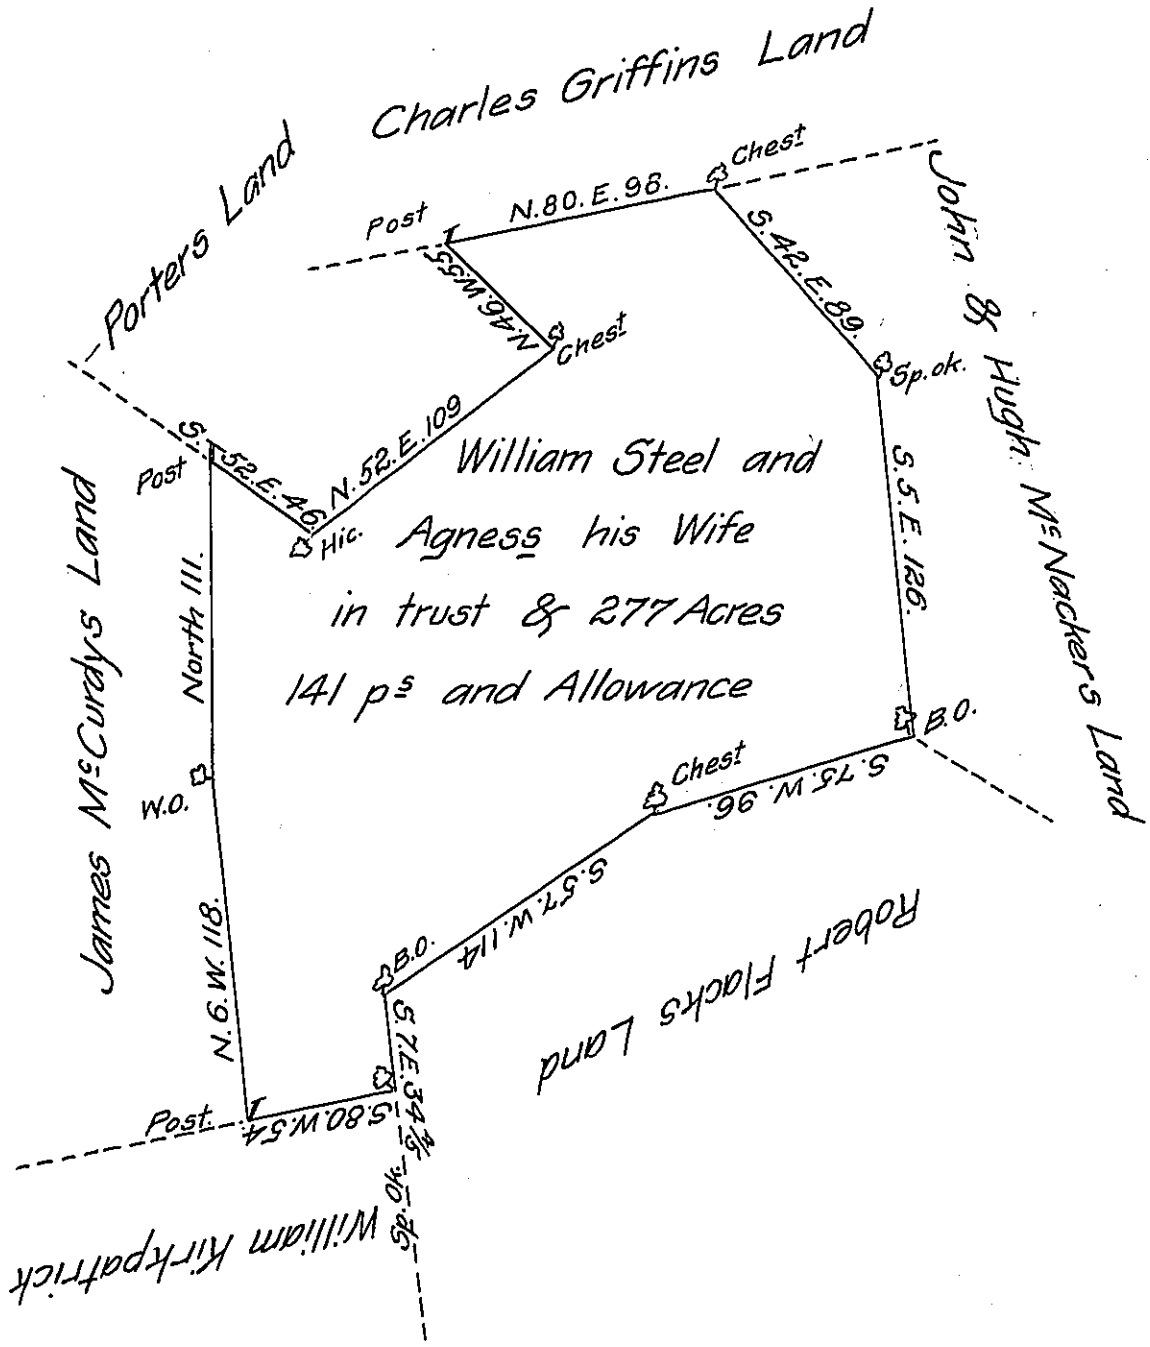 Charles Griffins Land
Porters Land
Chest
Post
N.80.E.98.
N.46.W.55
Chest
S.42.E.89.
John & Hugh McNackers Land
Sp.ok.
S.52.E.46.
Post
N.52.E.109
Hic.
William Steel and
Agness his Wife
in trust & 277 Acres
141 ps and Allowance
S.5.E.126.
James McCurdys Land
North 111.
W.O.
B.O.
Chest
S.75.W.96.
S.57.W.114
Robert Flacks Land
N.6.W.118.
B.O.
S.7.E.34 2/5
Post.
S.80.W.54
Sp.ok.
William Kirkpatrick